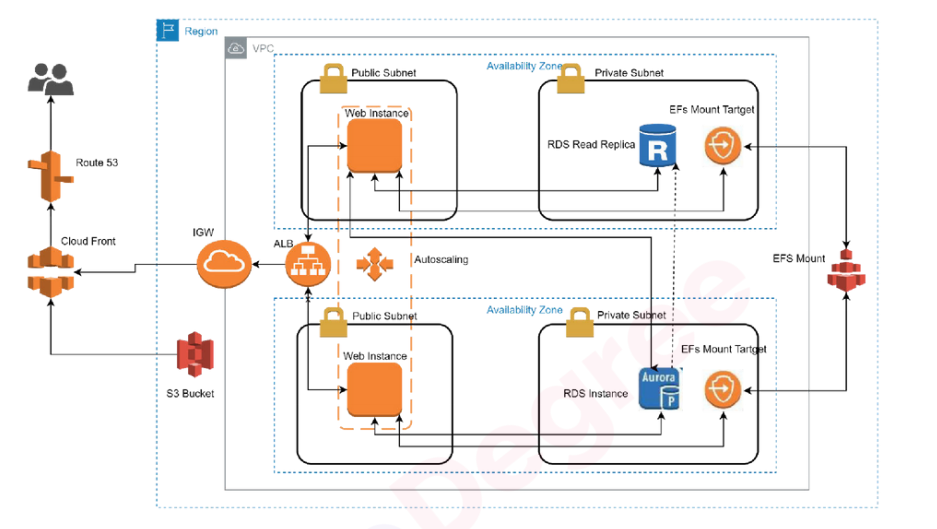 Region
VPC
Availability Zone
Public Subnet
Private Subnet
Web Instance
EFs Mount Tartget
RDS Read Replica
R
Route 53
Cloud Front
IGW
ALB
Autoscaling
EFS Mount
Availability Zone
Public Subnet
Private Subnet
Web Instance
EFs Mount Tartget
Aurora
P
RDS Instance
S3 Bucket
Degree